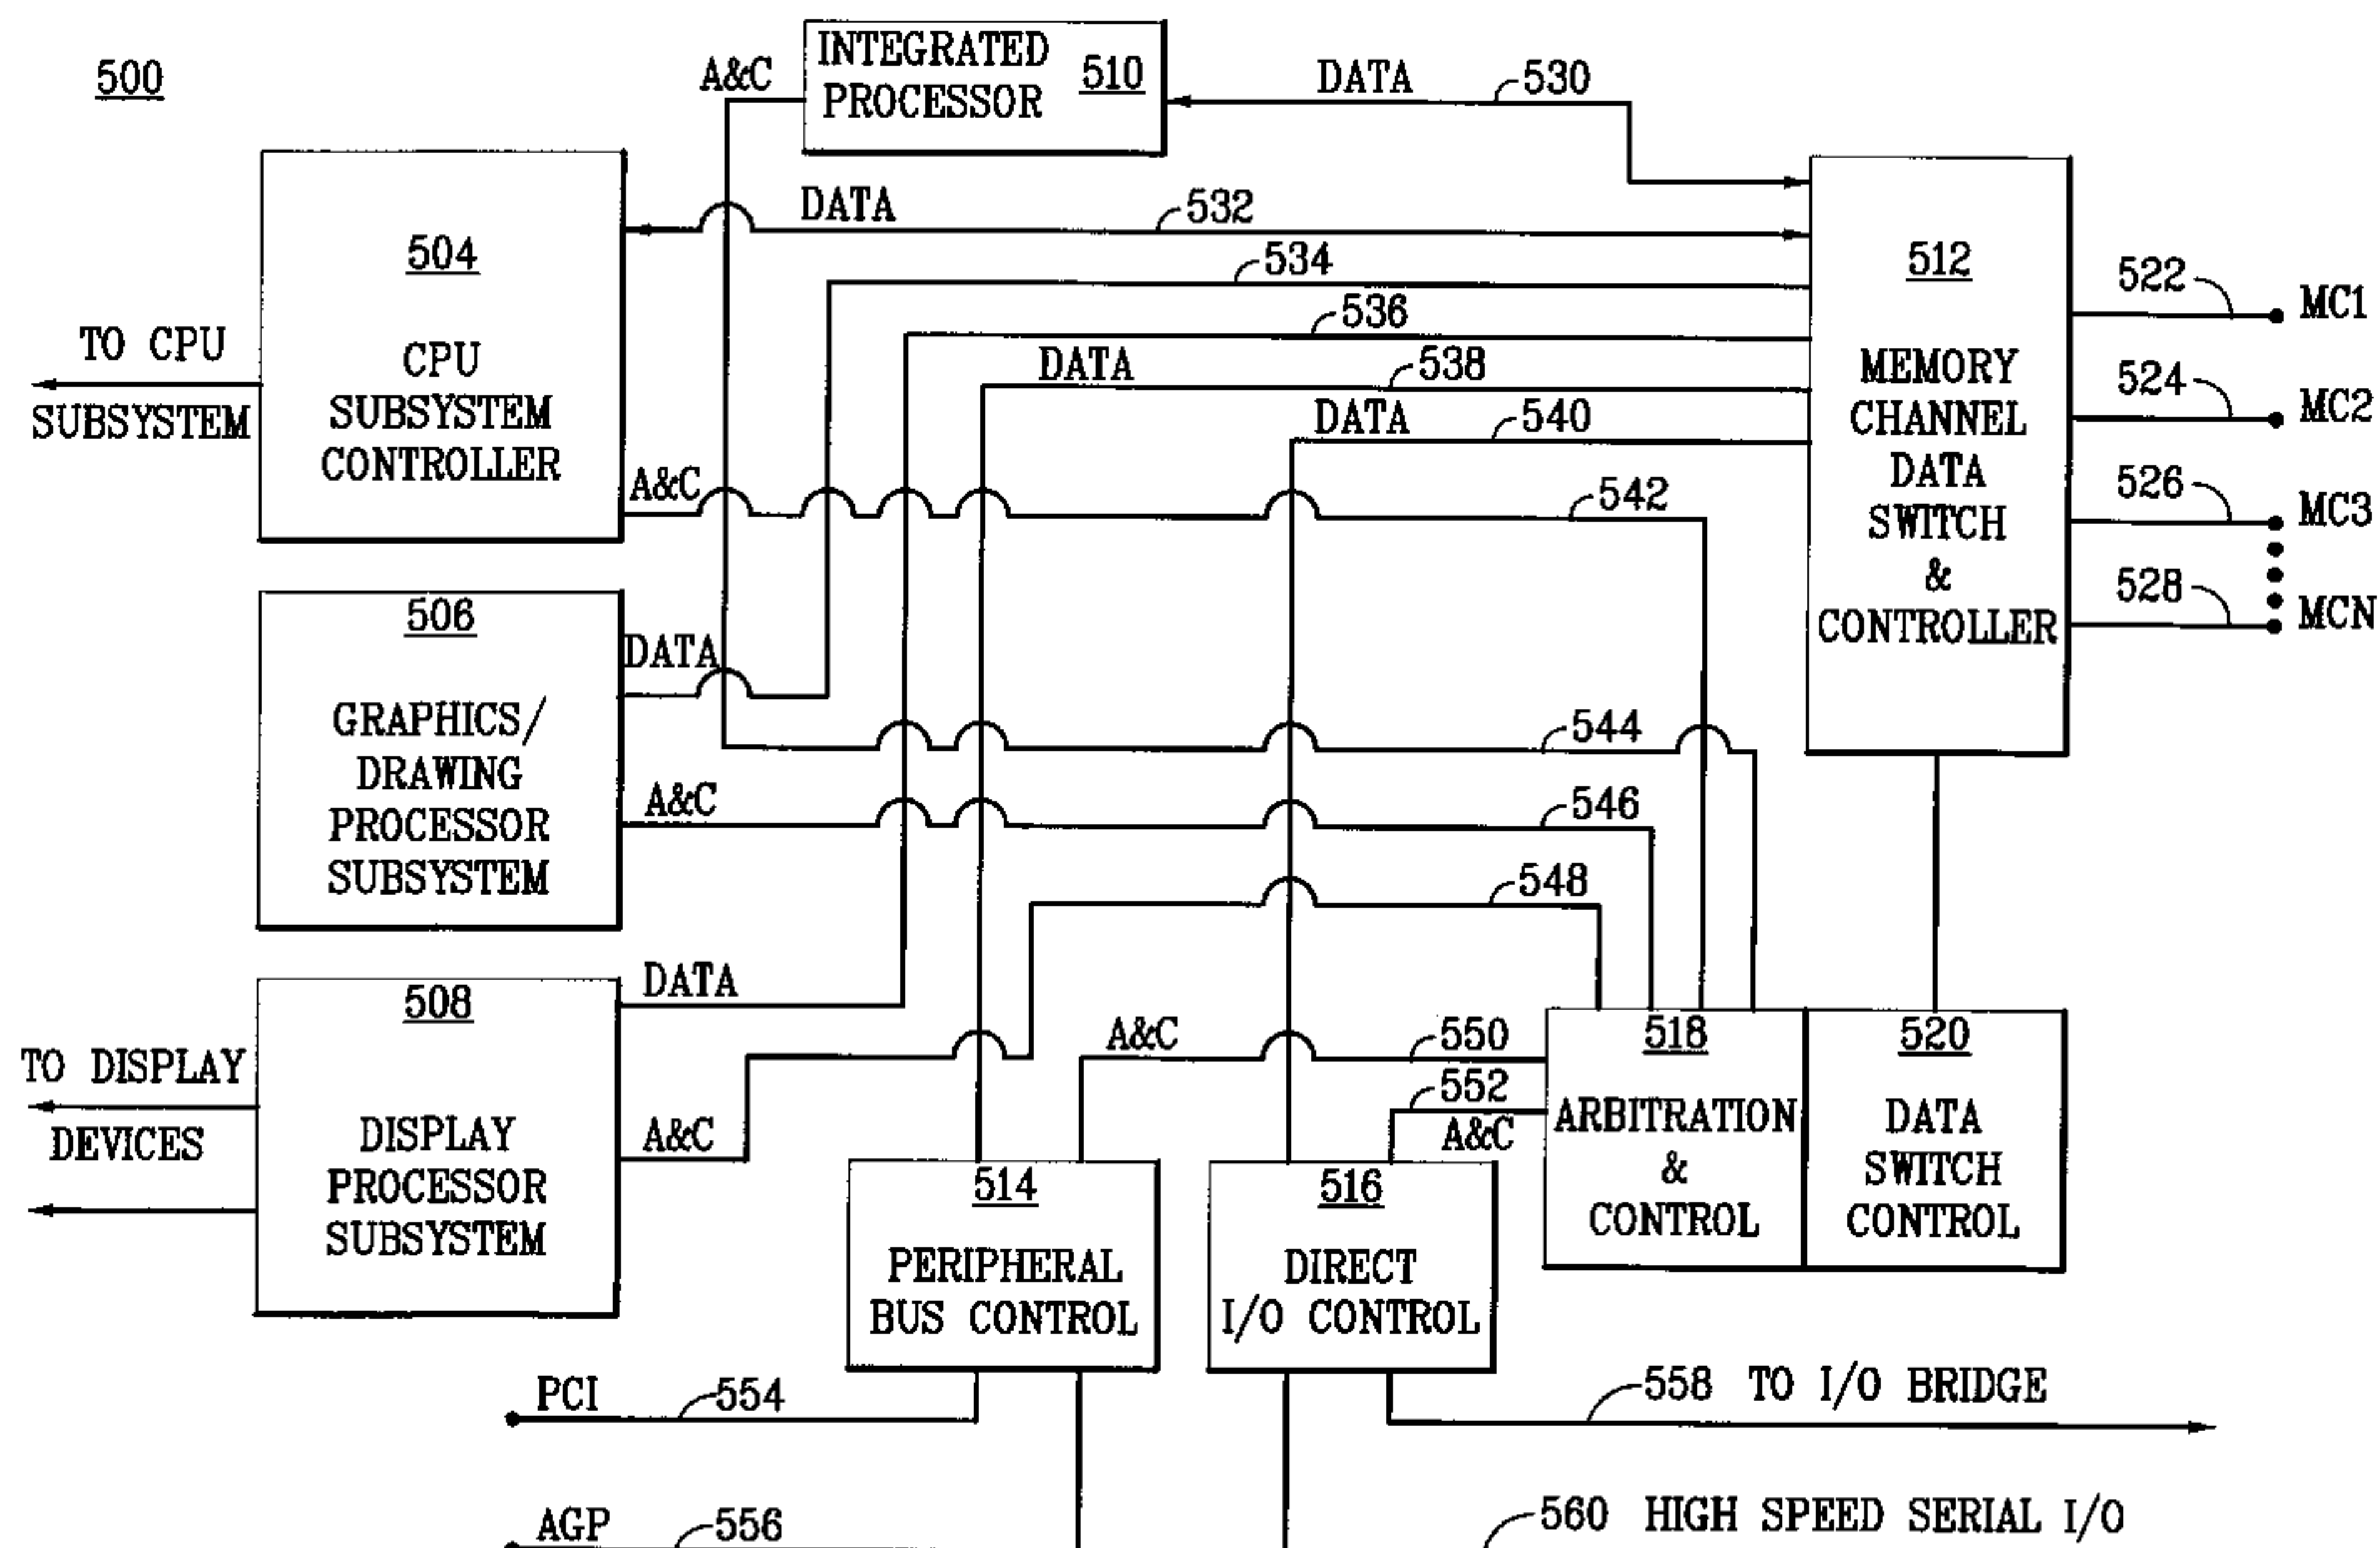 500
INTEGRATED
PROCESSOR
510
A&C
DATA
530
504
CPU
SUBSYSTEM
CONTROLLER
TO CPU
SUBSYSTEM
DATA
532
534
536
DATA
538
DATA
540
A&C
542
512
MEMORY
CHANNEL
DATA
SWITCH
&
CONTROLLER
522
MC1
524
MC2
526
MC3
528
MCN
506
GRAPHICS/
DRAWING
PROCESSOR
SUBSYSTEM
DATA
544
A&C
546
548
508
DISPLAY
PROCESSOR
SUBSYSTEM
DATA
TO DISPLAY
DEVICES
A&C
A&C
550
552
A&C
518
ARBITRATION
&
CONTROL
520
DATA
SWITCH
CONTROL
514
PERIPHERAL
BUS CONTROL
516
DIRECT
I/O CONTROL
PCI
554
558 TO I/O BRIDGE
AGP
556
560 HIGH SPEED SERIAL I/O